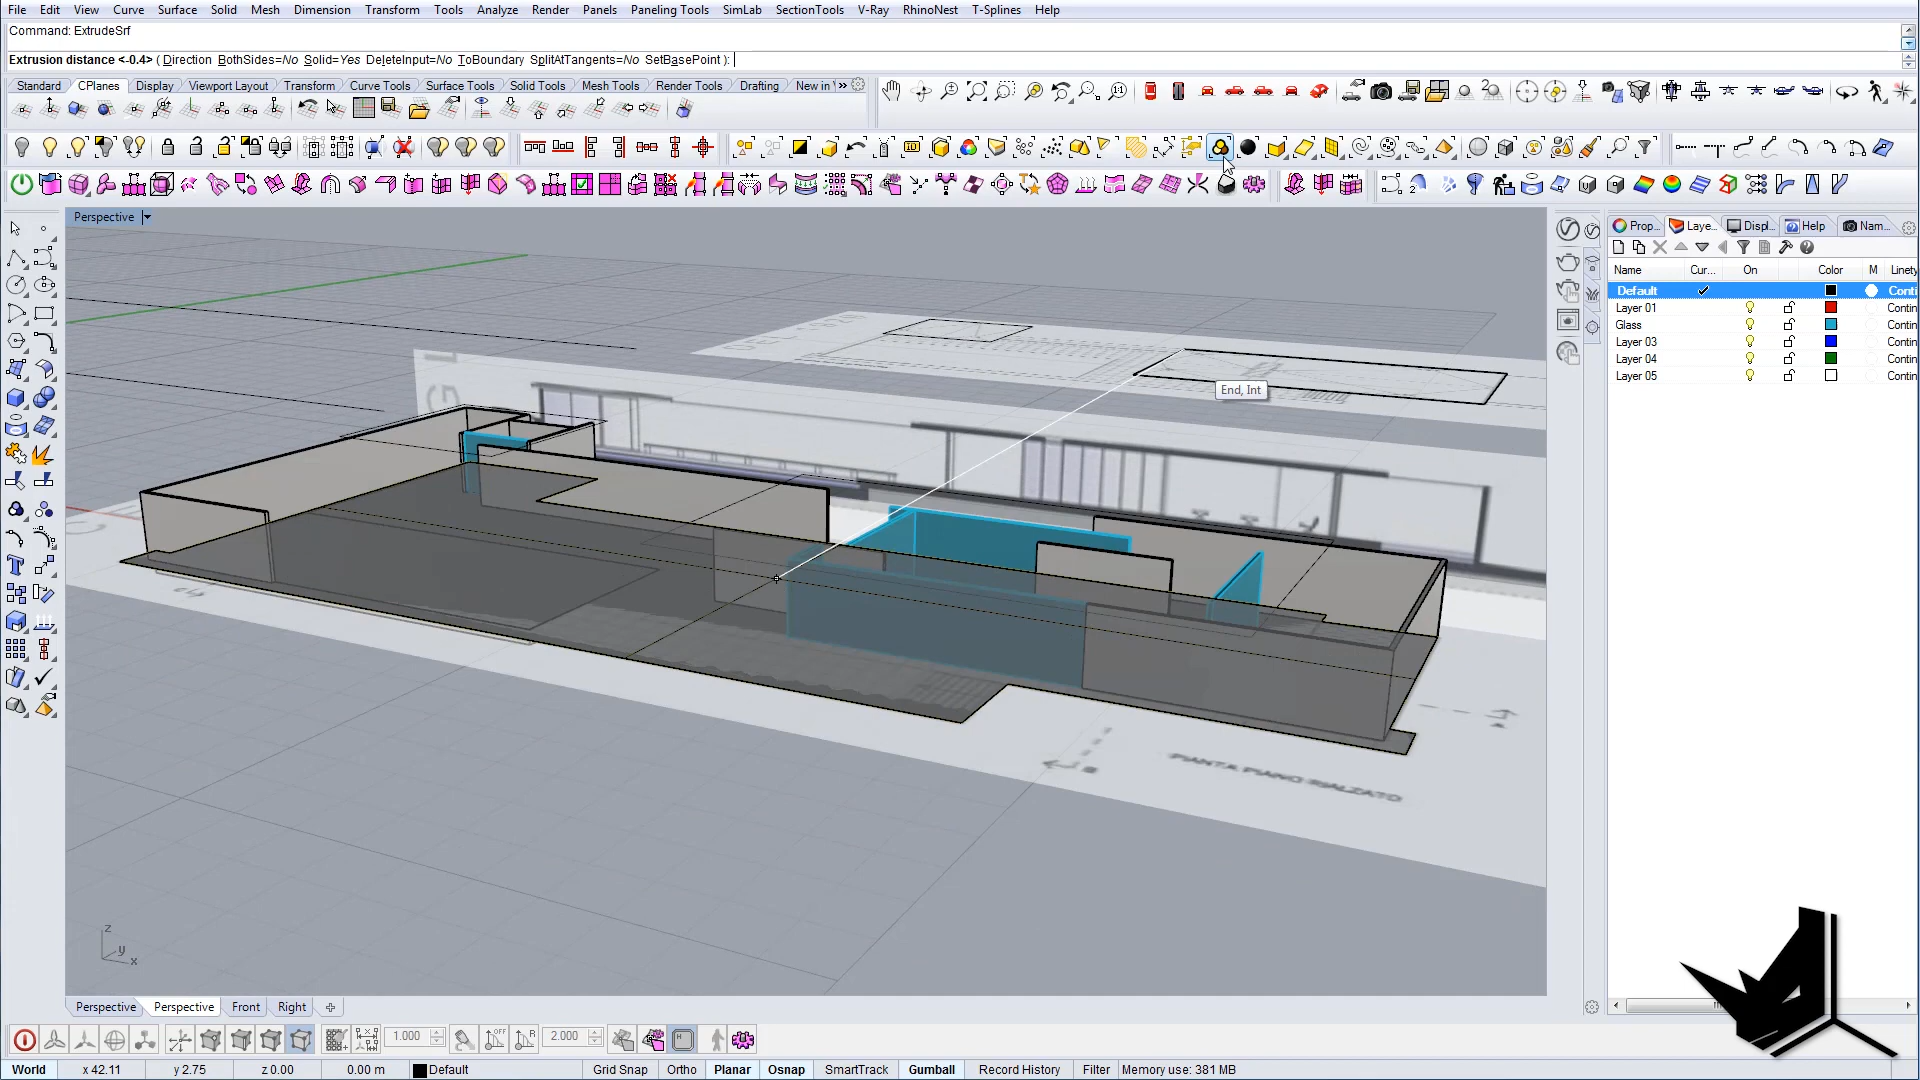 File Edit View Curve Surface Solid Mesh Dimension Transform Tools Analyze Render Panels Paneling Tools SimLab SectionTools V-Ray RhinoNest T-Splines Help
Command: ExtrudeSrf
Extrusion distance <-0.4> ( Direction BothSides=No Solid=Yes DeleteInput=No ToBoundary SplitAtTangents=No SetBasePoint ):
Standard CPlanes Display Viewport Layout Transform Curve Tools Surface Tools Solid Tools Mesh Tools Render Tools Drafting New in
Perspective
Prop... Laye... Displ... Help Nam...
Name Cur... On Color M Linety
Default Conti
Layer 01 Contin
Glass Contin
Layer 03 Contin
Layer 04 Contin
Layer 05 Contin
End, Int
PIANTA PIANO RIALZATO
z
y
x
Perspective Perspective Front Right
1.000 2.000
World x 42.11 y 2.75 z 0.00 0.00 m Default Grid Snap Ortho Planar Osnap SmartTrack Gumball Record History Filter Memory use: 381 MB